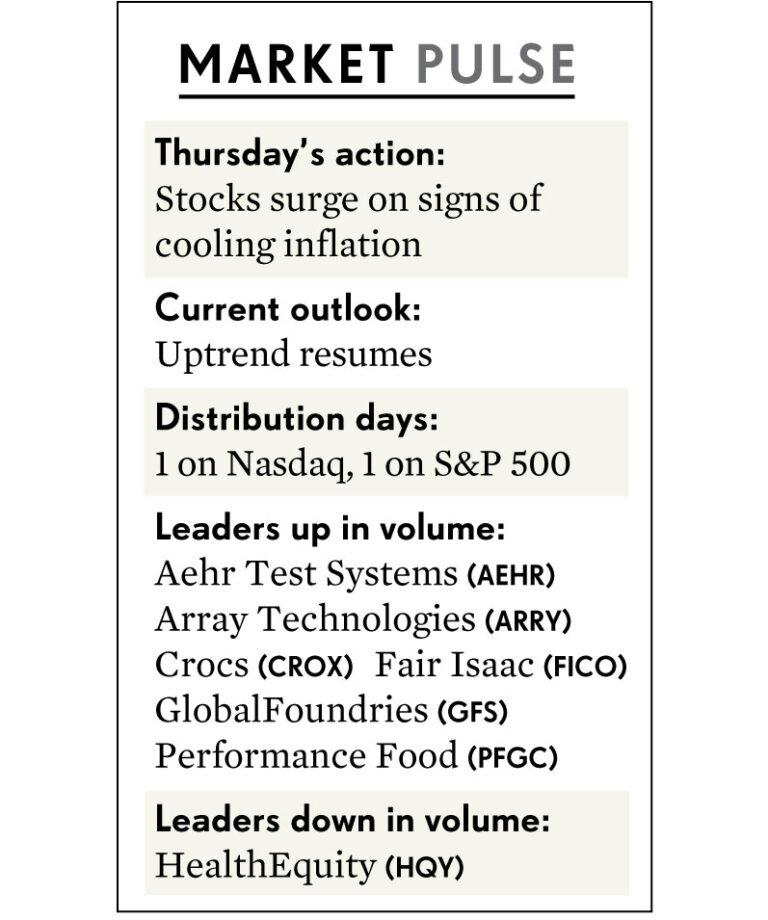 MARKET PULSE
Thursday’s action:
Stocks surge on signs of
cooling inflation
Current outlook:
Uptrend resumes
Distribution days:
1 on Nasdaq, 1 on S&P 500
Leaders up in volume:
Aehr Test Systems (AEHR)
Array Technologies (ARRY)
Crocs (CROX) Fair Isaac (FICO)
GlobalFoundries (GFS)
Performance Food (PFGC)
Leaders down in volume:
HealthEquity (HQY)